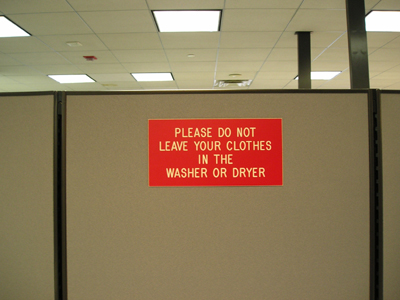 PLEASE DO NOT
LEAVE YOUR CLOTHES
IN THE
WASHER OR DRYER